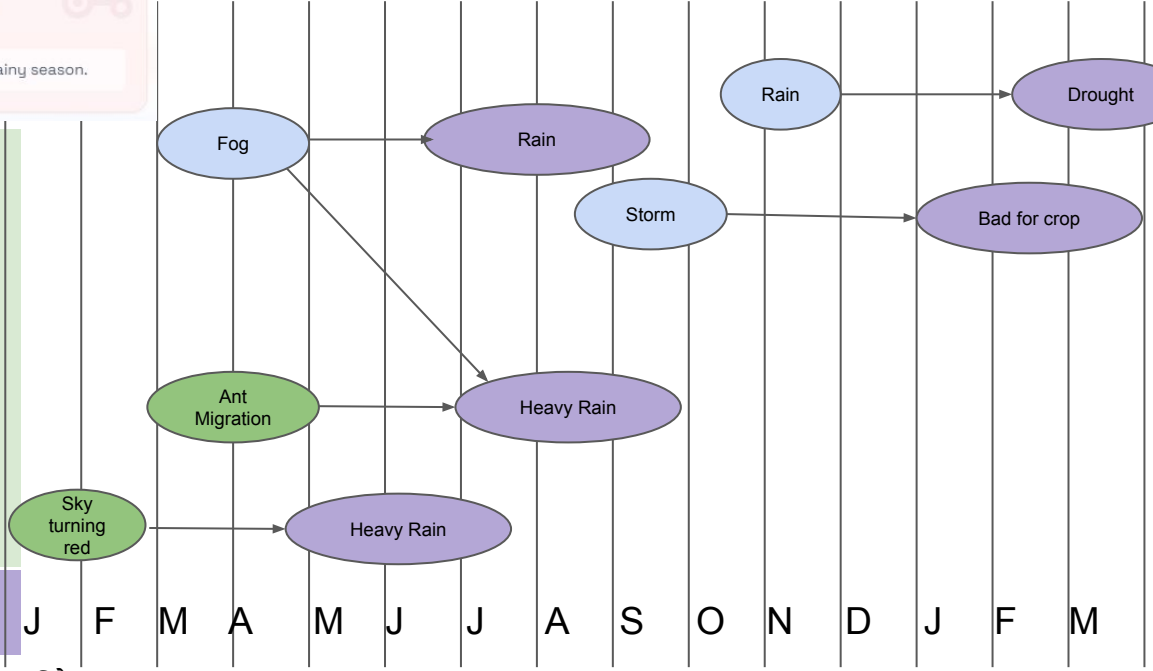 ainy season.
Rain
Drought
Fog
Rain
Storm
Bad for crop
Ant
Migration
Heavy Rain
Sky
turning
red
Heavy Rain
J F M A M J J A S O N D J F M